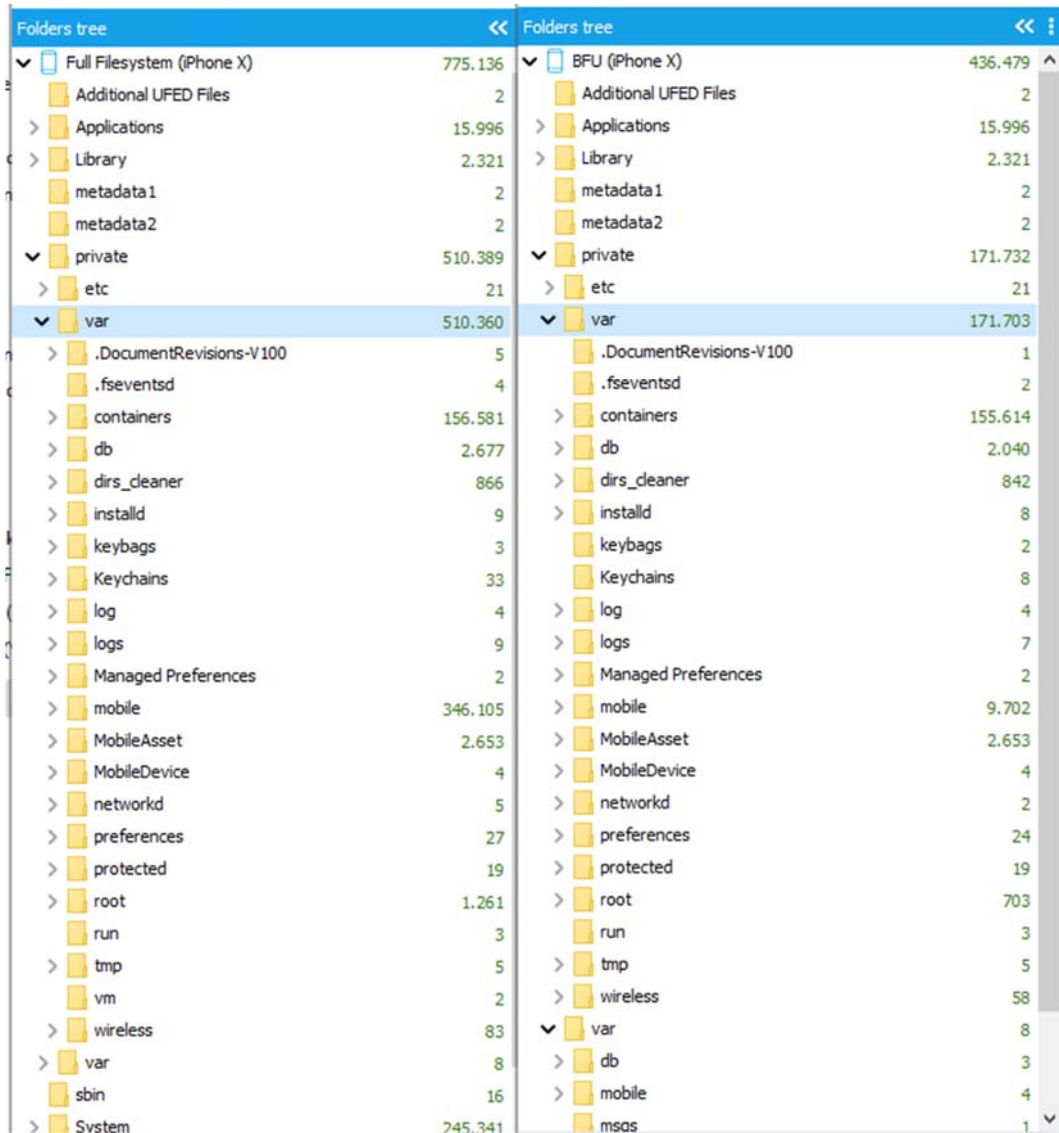 Folders tree
Full Filesystem (iPhone X) 775.136
Additional UFED Files 2
Applications 15.996
Library 2.321
metadata1 2
metadata2 2
private 510.389
etc 21
var 510.360
.DocumentRevisions-V100 5
.fseventsd 4
containers 156.581
db 2.677
dirs_cleaner 866
installd 9
keybags 3
Keychains 33
log 4
logs 9
Managed Preferences 2
mobile 346.105
MobileAsset 2.653
MobileDevice 4
networkd 5
preferences 27
protected 19
root 1.261
run 3
tmp 5
vm 2
wireless 83
var 8
sbin 16
System 245.341
Folders tree
BFU (iPhone X) 436.479
Additional UFED Files 2
Applications 15.996
Library 2.321
metadata1 2
metadata2 2
private 171.732
etc 21
var 171.703
.DocumentRevisions-V100 1
.fseventsd 2
containers 155.614
db 2.040
dirs_cleaner 842
installd 8
keybags 2
Keychains 8
log 4
logs 7
Managed Preferences 2
mobile 9.702
MobileAsset 2.653
MobileDevice 4
networkd 2
preferences 24
protected 19
root 703
run 3
tmp 5
wireless 58
var 8
db 3
mobile 4
msgs 1